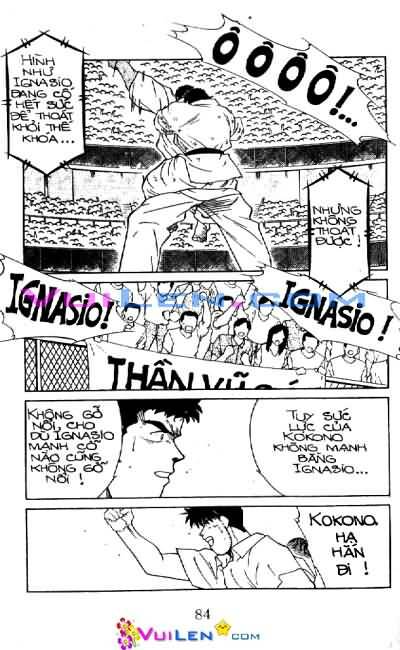 HÌNH
NHƯ
IGNASIO
ĐANG CỐ
HẾT SỨC
ĐỂ THOÁT
KHỎI THẾ
KHÓA...
Ô Ô Ô Ô!...
NHƯNG
KHÔNG
THOÁT
ĐƯỢC!
IGNASIO!
IGNASIO!
VuiLen.com
THẦN VŨ
KHÔNG GỠ
NỔI, CHO
DÙ IGNASIO
MẠNH CỠ
NÀO CŨNG
KHÔNG GỠ
NỔI!
TUY SỨC
LỰC CỦA
KOKONO
KHÔNG MẠNH
BẰNG
IGNASIO...
KOKONO,
HẠ
HẮN
ĐI!
84
VuiLen.com